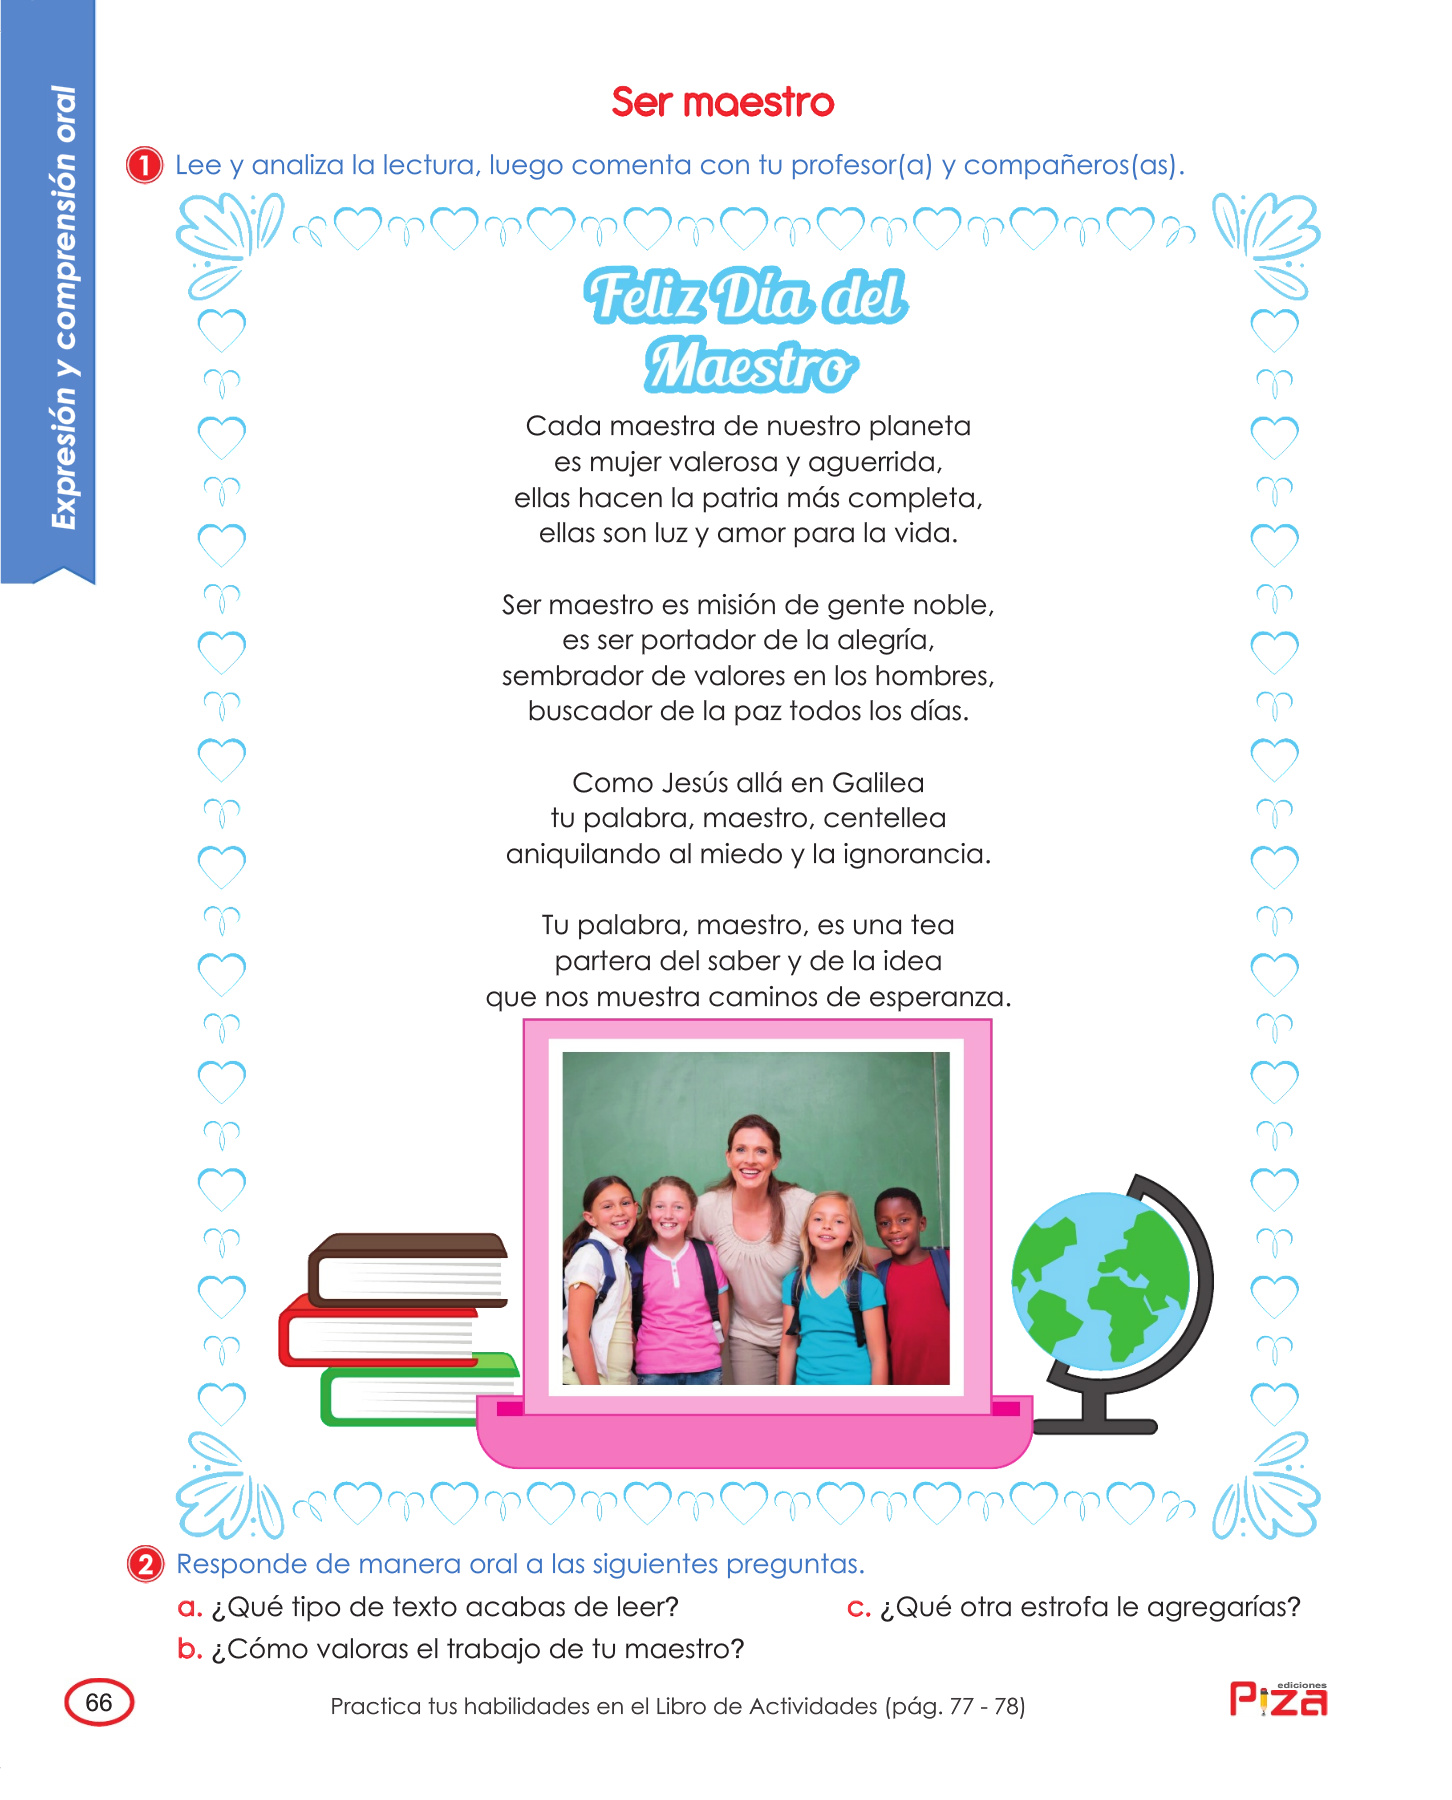 Expresión y comprensión oral
Ser maestro
1 Lee y analiza la lectura, luego comenta con tu profesor(a) y compañeros(as).
Feliz Día del
Maestro
Cada maestra de nuestro planeta
es mujer valerosa y aguerrida,
ellas hacen la patria más completa,
ellas son luz y amor para la vida.
Ser maestro es misión de gente noble,
es ser portador de la alegría,
sembrador de valores en los hombres,
buscador de la paz todos los días.
Como Jesús allá en Galilea
tu palabra, maestro, centellea
aniquilando al miedo y la ignorancia.
Tu palabra, maestro, es una tea
partera del saber y de la idea
que nos muestra caminos de esperanza.
2 Responde de manera oral a las siguientes preguntas.
a. ¿Qué tipo de texto acabas de leer?
b. ¿Cómo valoras el trabajo de tu maestro?
c. ¿Qué otra estrofa le agregarías?
66
Practica tus habilidades en el Libro de Actividades (pág. 77 - 78)
ediciones
Piza